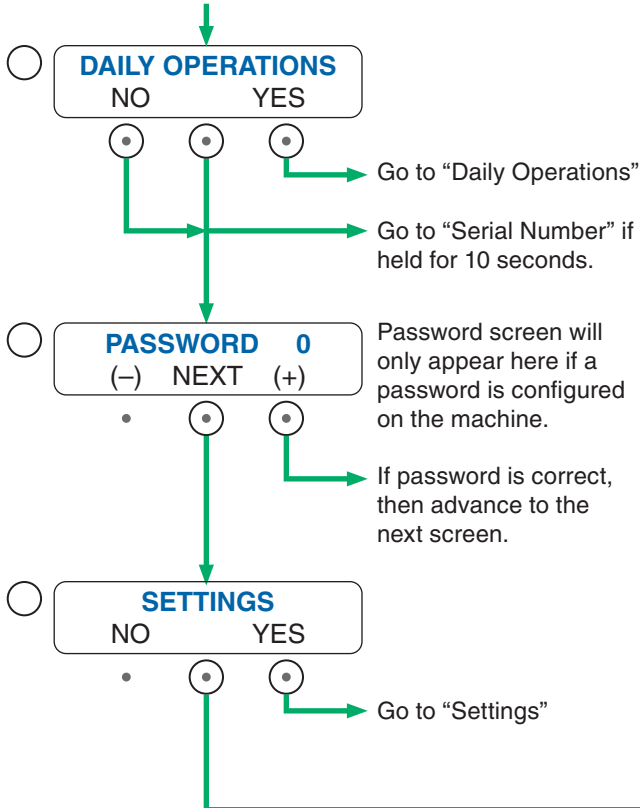 DAILY OPERATIONS
NO YES
Go to “Daily Operations”
Go to “Serial Number” if
held for 10 seconds.
PASSWORD 0
(–) NEXT (+)
Password screen will
only appear here if a
password is configured
on the machine.
If password is correct,
then advance to the
next screen.
SETTINGS
NO YES
Go to “Settings”